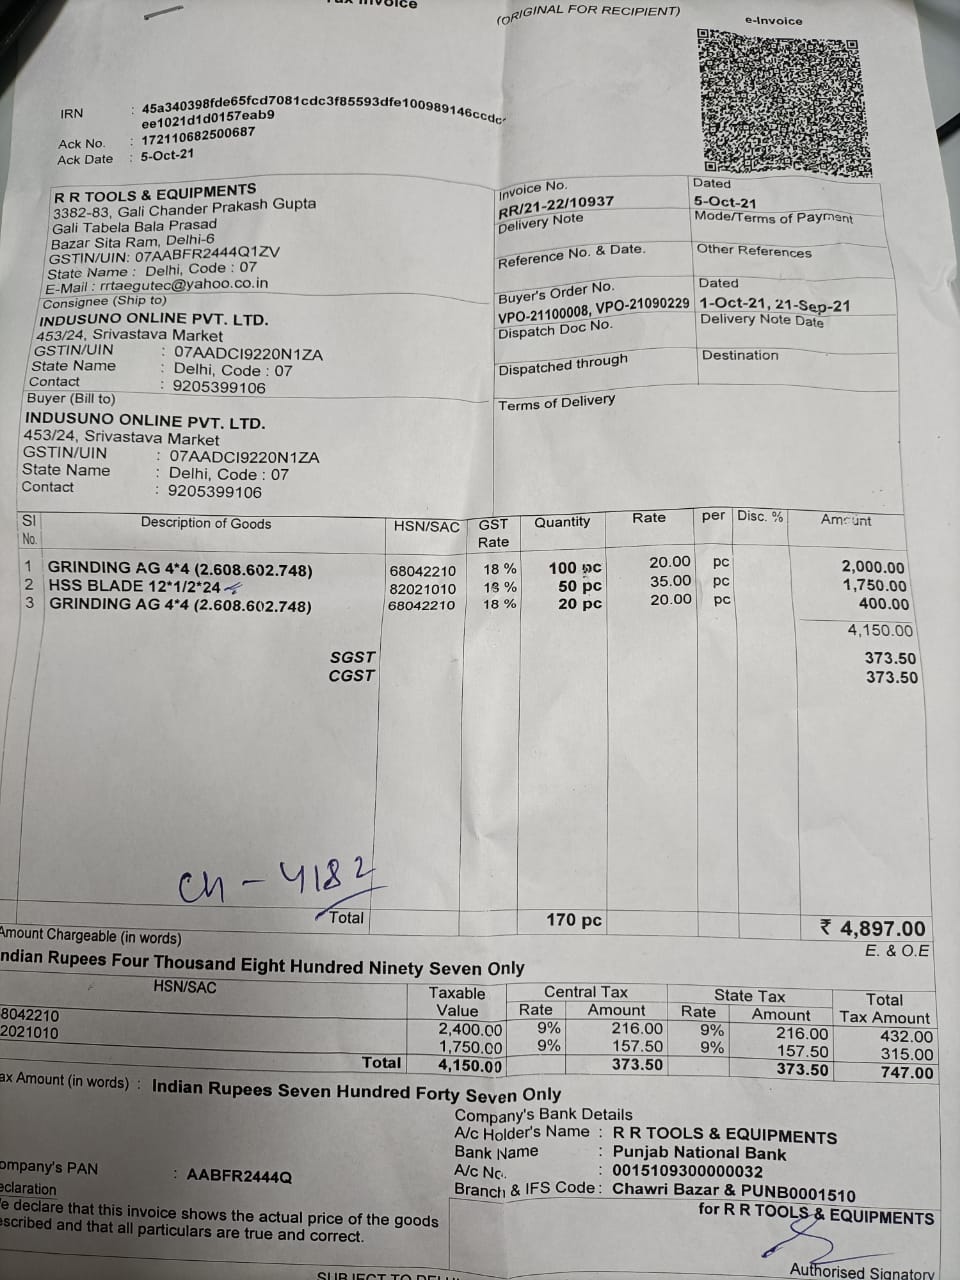 Tax Invoice
(ORIGINAL FOR RECIPIENT)
e-Invoice
IRN : 45a340398fde65fcd7081cdc3f85593dfe100989146ccdc-
ee1021d1d0157eab9
Ack No. : 172110682500687
Ack Date : 5-Oct-21
R R TOOLS & EQUIPMENTS
3382-83, Gali Chander Prakash Gupta
Gali Tabela Bala Prasad
Bazar Sita Ram, Delhi-6
GSTIN/UIN: 07AABFR2444Q1ZV
State Name : Delhi, Code : 07
E-Mail : rrtaegutec@yahoo.co.in
Invoice No. Dated
RR/21-22/10937 5-Oct-21
Delivery Note Mode/Terms of Payment
Reference No. & Date. Other References
Buyer's Order No. Dated
VPO-21100008, VPO-21090229 1-Oct-21, 21-Sep-21
Dispatch Doc No. Delivery Note Date
Dispatched through Destination
Terms of Delivery
Consignee (Ship to)
INDUSUNO ONLINE PVT. LTD.
453/24, Srivastava Market
GSTIN/UIN : 07AADCI9220N1ZA
State Name : Delhi, Code : 07
Contact : 9205399106
Buyer (Bill to)
INDUSUNO ONLINE PVT. LTD.
453/24, Srivastava Market
GSTIN/UIN : 07AADCI9220N1ZA
State Name : Delhi, Code : 07
Contact : 9205399106
Sl No. Description of Goods HSN/SAC GST Rate Quantity Rate per Disc. % Amount
1 GRINDING AG 4*4 (2.608.602.748) 68042210 18 % 100 pc 20.00 pc 2,000.00
2 HSS BLADE 12*1/2*24 82021010 18 % 50 pc 35.00 pc 1,750.00
3 GRINDING AG 4*4 (2.608.602.748) 68042210 18 % 20 pc 20.00 pc 400.00
4,150.00
SGST 373.50
CGST 373.50
CH - 4182
Total 170 pc ₹ 4,897.00
Amount Chargeable (in words) E. & O.E
ndian Rupees Four Thousand Eight Hundred Ninety Seven Only
HSN/SAC Taxable Value Central Tax State Tax Total Tax Amount
Rate Amount Rate Amount
8042210 2,400.00 9% 216.00 9% 216.00 432.00
2021010 1,750.00 9% 157.50 9% 157.50 315.00
Total 4,150.00 373.50 373.50 747.00
ax Amount (in words) : Indian Rupees Seven Hundred Forty Seven Only
Company's Bank Details
A/c Holder's Name : R R TOOLS & EQUIPMENTS
Bank Name : Punjab National Bank
A/c No. : 0015109300000032
Branch & IFS Code : Chawri Bazar & PUNB0001510
ompany's PAN : AABFR2444Q
eclaration
e declare that this invoice shows the actual price of the goods
escribed and that all particulars are true and correct.
for R R TOOLS & EQUIPMENTS
Authorised Signatory
SUBJECT TO